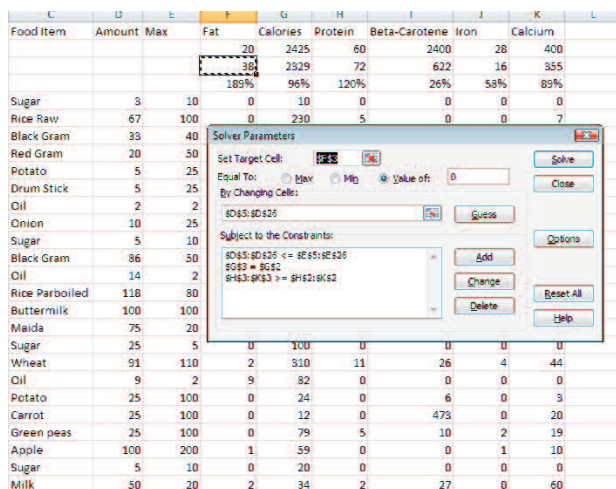 C D E F G H I J K L
Food Item Amount Max Fat Calories Protein Beta-Carotene Iron Calcium
20 2425 60 2400 28 400
38 2329 72 622 16 355
189% 96% 120% 26% 58% 89%
Sugar 3 10 0 10 0 0 0 0
Rice Raw 67 100 0 230 5 0 0 7
Black Gram 33 40
Red Gram 20 50
Potato 5 25
Drum Stick 5 25
Oil 2 2
Onion 10 25
Sugar 5 10
Black Gram 86 50
Oil 14 2
Rice Parboiled 118 80
Buttermilk 100 100
Maida 75 20
Sugar 25 5 0 100 0 0 0 0
Wheat 91 110 2 310 11 26 4 44
Oil 9 2 9 82 0 0 0 0
Potato 25 100 0 24 0 6 0 3
Carrot 25 100 0 12 0 473 0 20
Green peas 25 100 0 79 5 10 2 19
Apple 100 200 1 59 0 0 1 10
Sugar 5 10 0 20 0 0 0 0
Milk 50 20 2 34 2 27 0 60
Solver Parameters
Set Target Cell: $F$3 Solve
Equal To: Max Min Value of: 0 Close
By Changing Cells:
$D$5:$D$26 Guess
Subject to the Constraints: Options
$D$5:$D$26 <= $E$5:$E$26 Add
$G$3 = $G$2
$H$3:$K$3 >= $H$2:$K$2 Change
Reset All
Delete
Help